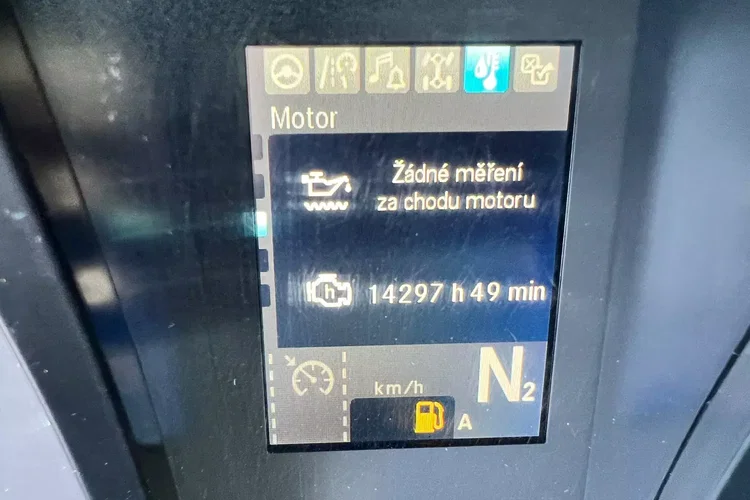 Motor
Žádné měření
za chodu motoru
h
14297 h 49 min
km/h
N2
A